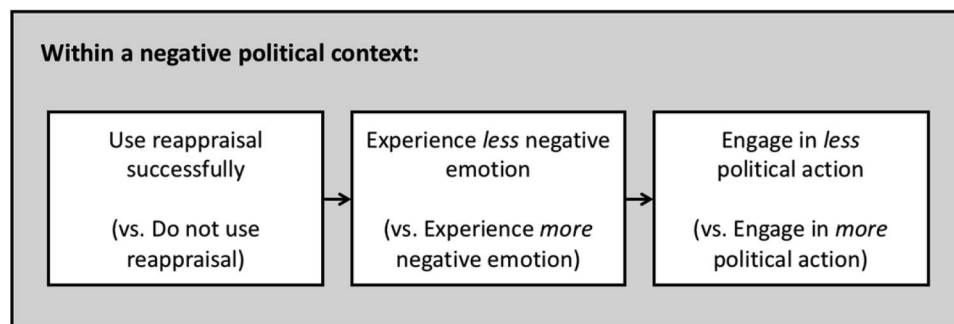 Within a negative political context:
Use reappraisal
successfully
(vs. Do not use
reappraisal)
Experience less negative
emotion
(vs. Experience more
negative emotion)
Engage in less
political action
(vs. Engage in more
political action)